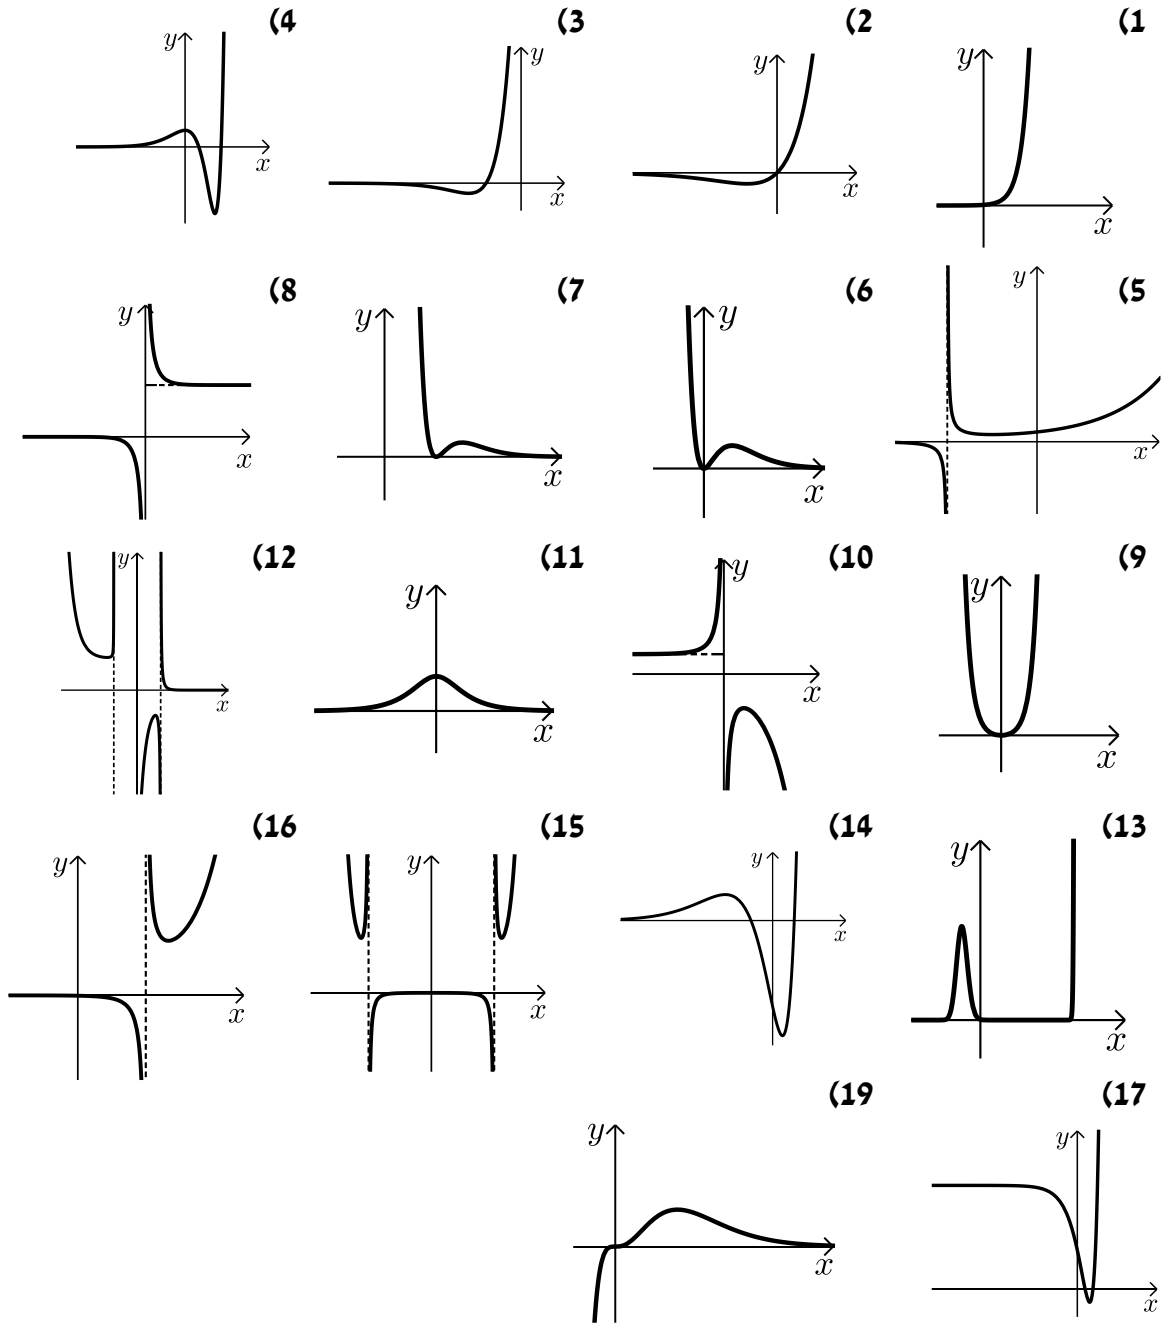 (4 (3 (2 (1
y y y y
x x x x
(8 (7 (6 (5
y y y y
x x x x
(12 (11 (10 (9
y y y y
x x x x
(16 (15 (14 (13
y y y y
x x x x
(19 (17
y y
x x